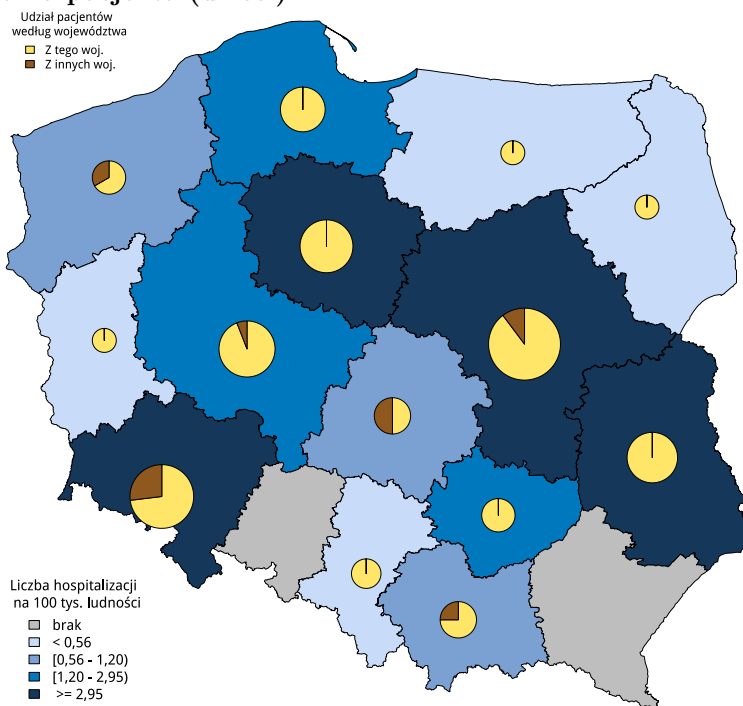 Udział pacjentów
według województwa
Z tego woj.
Z innych woj.
Liczba hospitalizacji
na 100 tys. ludności
brak
< 0,56
[0,56 - 1,20)
[1,20 - 2,95)
>= 2,95